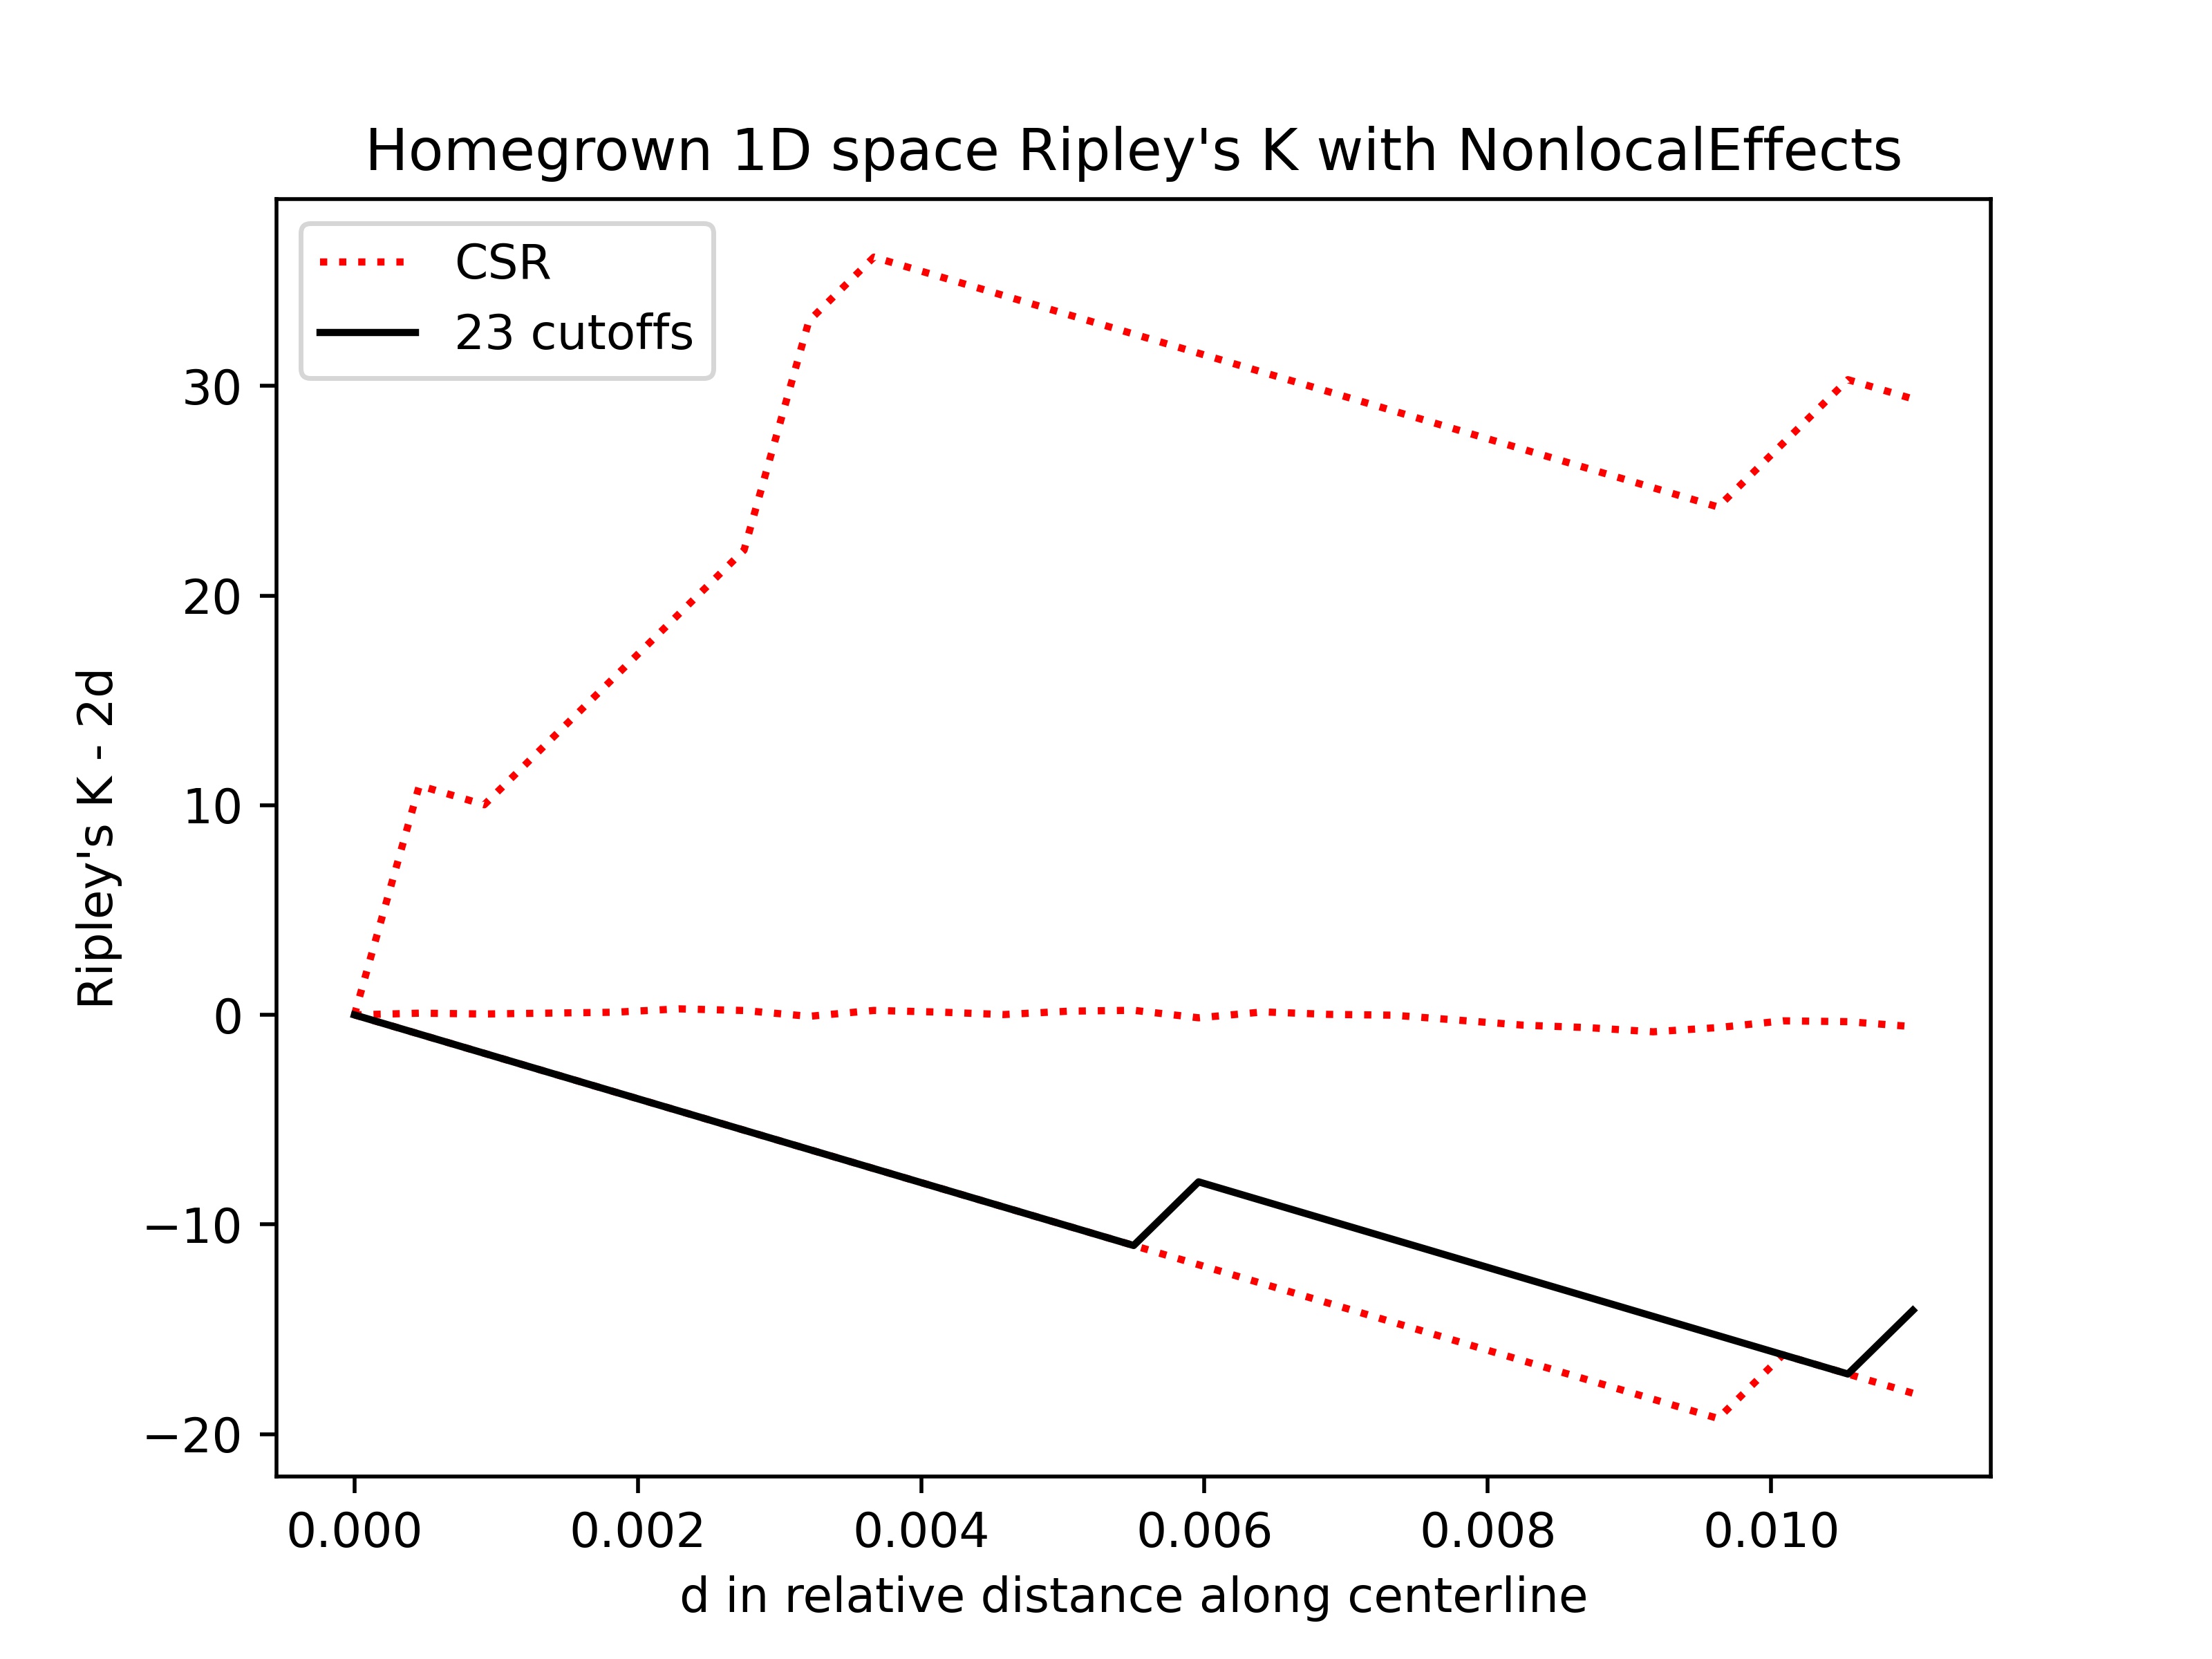 Homegrown 1D space Ripley's K with NonlocalEffects
CSR
23 cutoffs
Ripley's K - 2d
30
20
10
0
−10
−20
0.000 0.002 0.004 0.006 0.008 0.010
d in relative distance along centerline